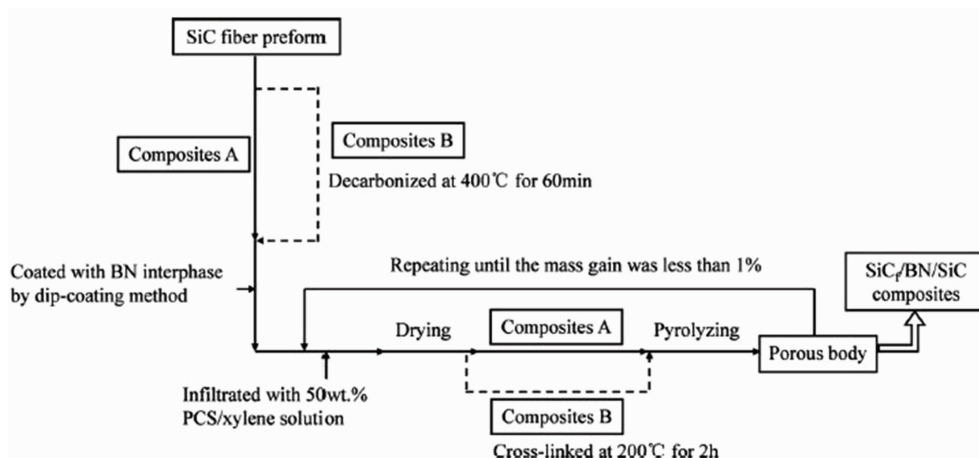 SiC fiber preform
Composites A
Composites B
Decarbonized at 400℃ for 60min
Coated with BN interphase
by dip-coating method
Repeating until the mass gain was less than 1%
SiCf/BN/SiC
composites
Drying
Composites A
Pyrolyzing
Porous body
Infiltrated with 50wt.%
PCS/xylene solution
Composites B
Cross-linked at 200℃ for 2h